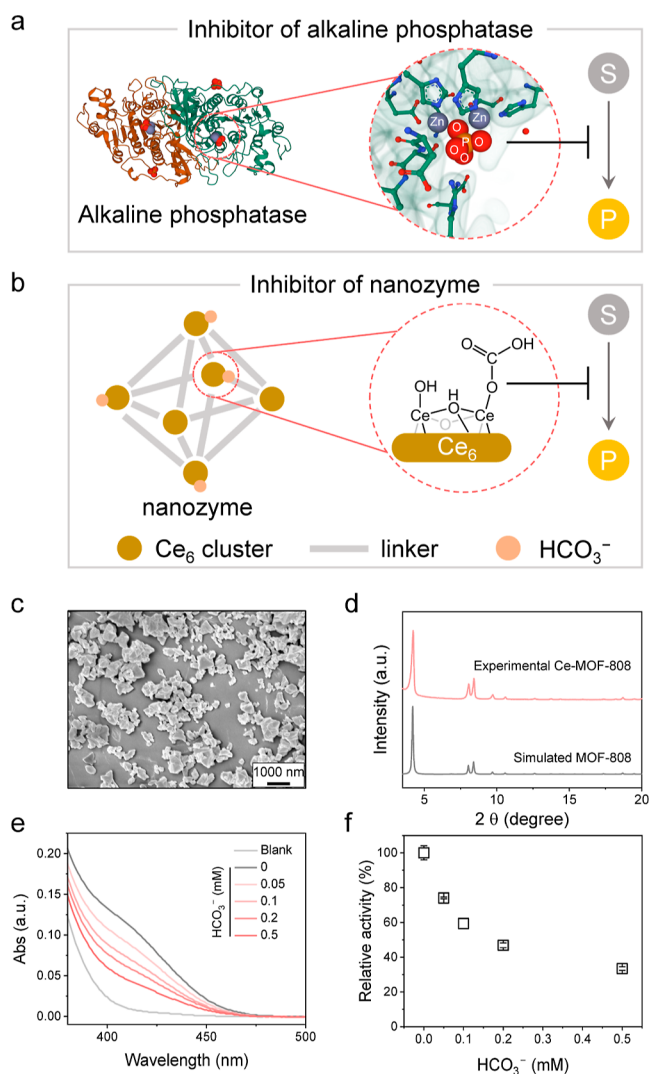 a
Inhibitor of alkaline phosphatase
Zn
Zn
O
O
P
O
O
S
P
Alkaline phosphatase
b
Inhibitor of nanozyme
S
P
O
C
OH
O
OH
H
O
Ce
O
Ce
Ce₆
nanozyme
Ce₆ cluster
linker
HCO₃⁻
c
1000 nm
d
Intensity (a.u.)
Experimental Ce-MOF-808
Simulated MOF-808
5 10 15 20
2 θ (degree)
e
Abs (a.u.)
0.20
0.15
0.10
0.05
0.00
HCO₃⁻ (mM)
Blank
0
0.05
0.1
0.2
0.5
400 450 500
Wavelength (nm)
f
Relative activity (%)
100
80
60
40
20
0
0.0 0.1 0.2 0.3 0.4 0.5
HCO₃⁻ (mM)